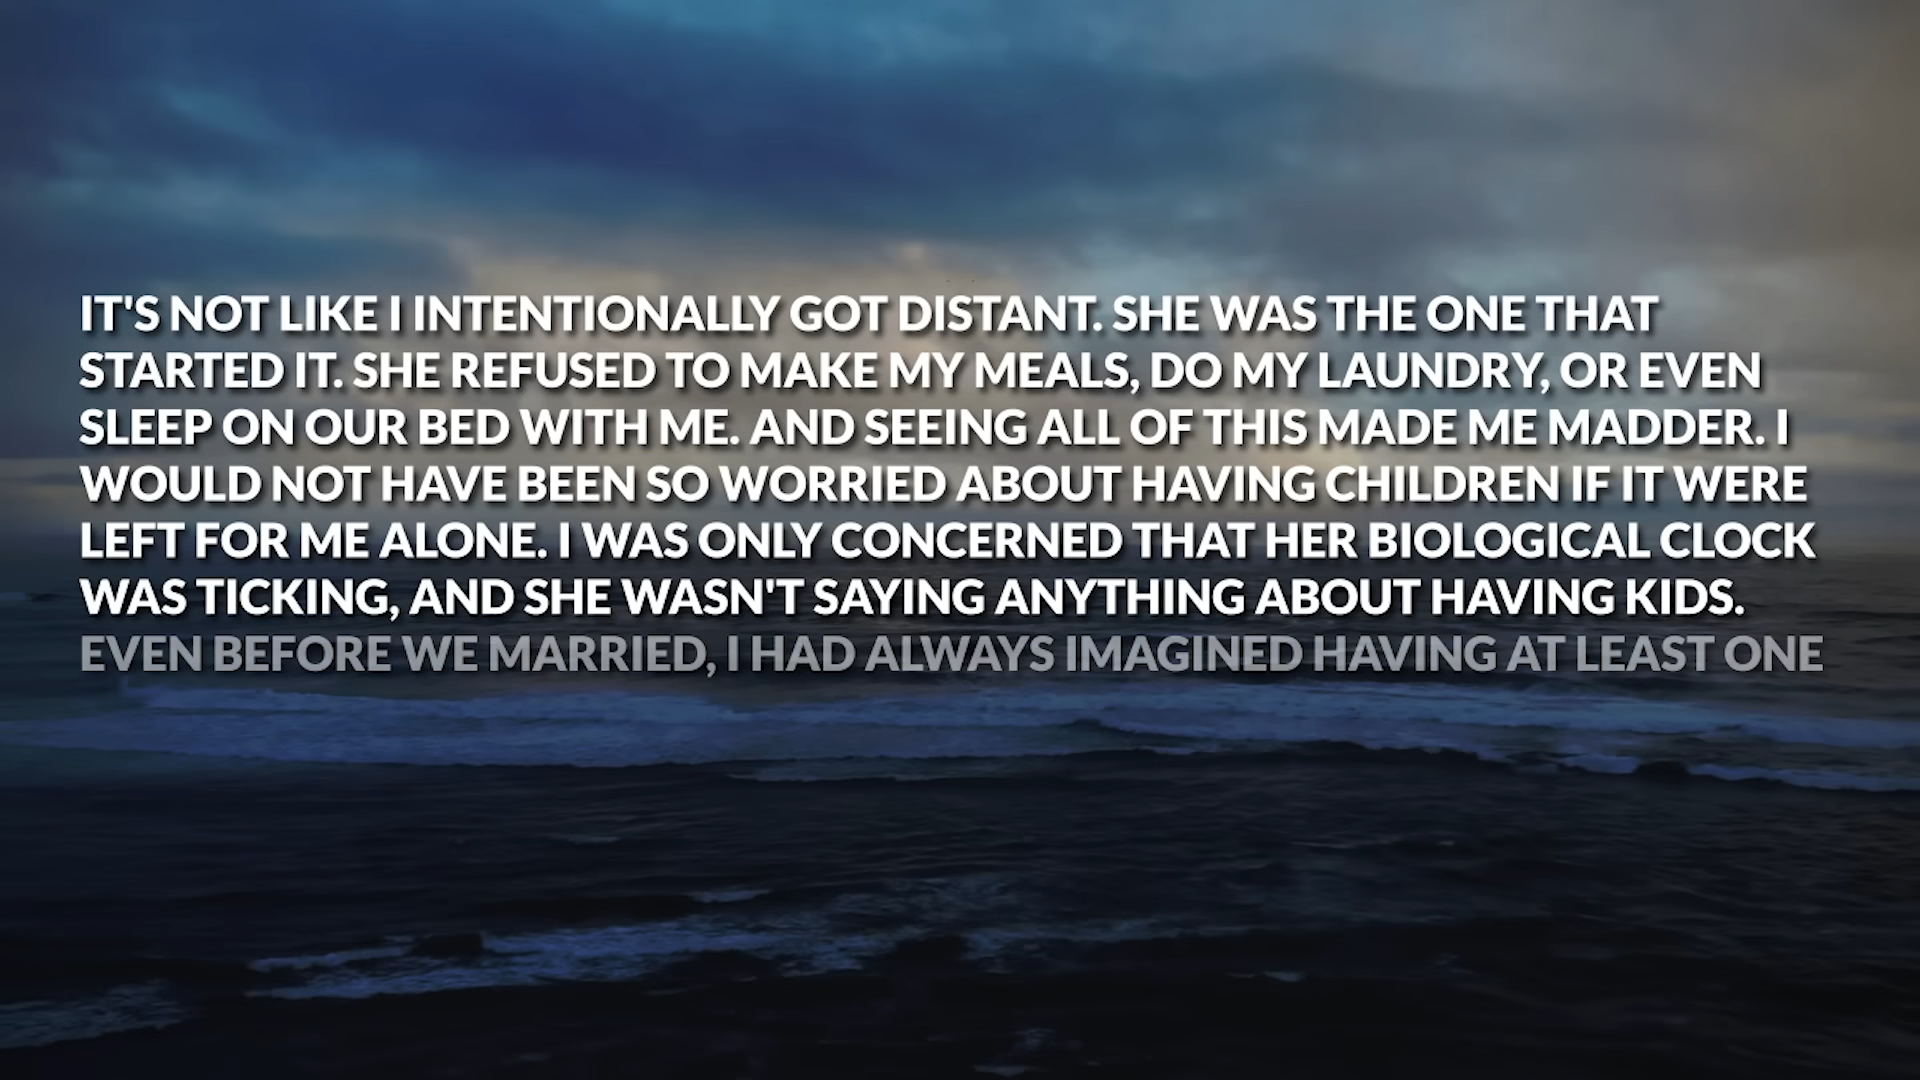 IT'S NOT LIKE I INTENTIONALLY GOT DISTANT. SHE WAS THE ONE THAT
STARTED IT. SHE REFUSED TO MAKE MY MEALS, DO MY LAUNDRY, OR EVEN
SLEEP ON OUR BED WITH ME. AND SEEING ALL OF THIS MADE ME MADDER. I
WOULD NOT HAVE BEEN SO WORRIED ABOUT HAVING CHILDREN IF IT WERE
LEFT FOR ME ALONE. I WAS ONLY CONCERNED THAT HER BIOLOGICAL CLOCK
WAS TICKING, AND SHE WASN'T SAYING ANYTHING ABOUT HAVING KIDS.
EVEN BEFORE WE MARRIED, I HAD ALWAYS IMAGINED HAVING AT LEAST ONE